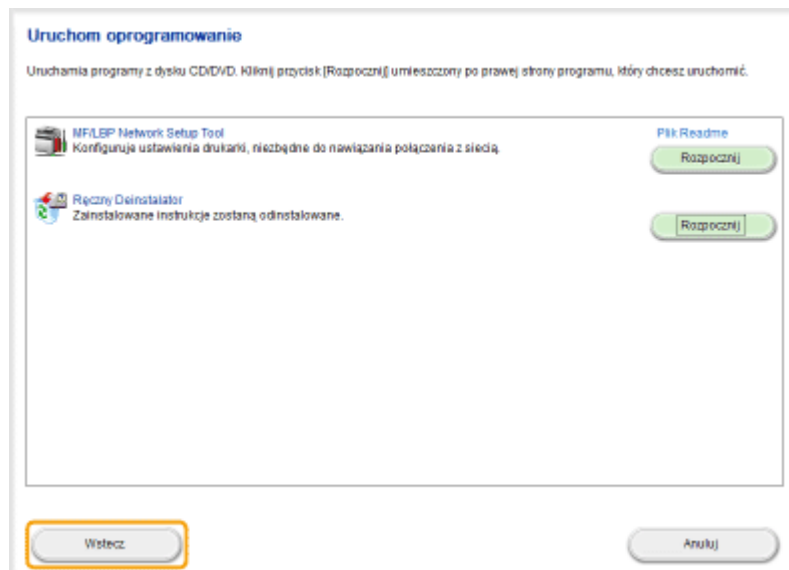 Uruchom oprogramowanie
Uruchamia programy z dysku CD/DVD. Kliknij przycisk [Rozpocznij] umieszczony po prawej strony programu, który chcesz uruchomić.
MF/LBP Network Setup Tool
Plik Readme
Konfiguruje ustawienia drukarki, niezbędne do nawiązania połączenia z siecią.
Rozpocznij
Ręczny Deinstalator
Zainstalowane instrukcje zostaną odinstalowane.
Rozpocznij
Wstecz
Anuluj